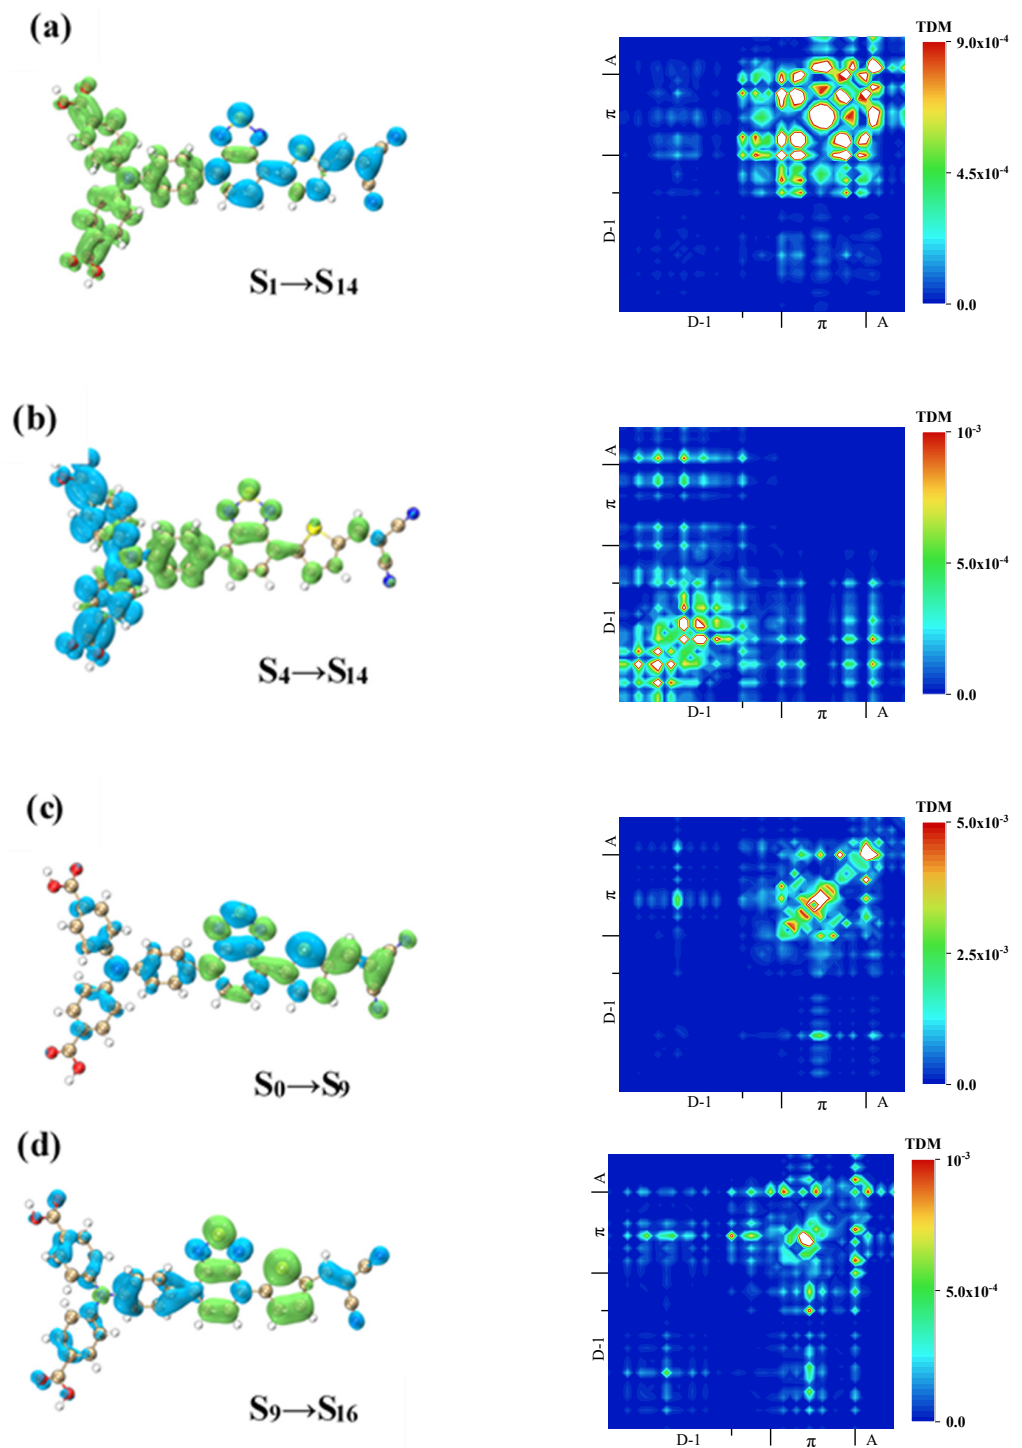 (a)
S₁→S₁₄
TDM
9.0x10⁻⁴
4.5x10⁻⁴
0.0
A
π
D-1
D-1
π
A
(b)
S₄→S₁₄
TDM
10⁻³
5.0x10⁻⁴
0.0
A
π
D-1
D-1
π
A
(c)
S₀→S₉
TDM
5.0x10⁻³
2.5x10⁻³
0.0
A
π
D-1
D-1
π
A
(d)
S₉→S₁₆
TDM
10⁻³
5.0x10⁻⁴
0.0
A
π
D-1
D-1
π
A